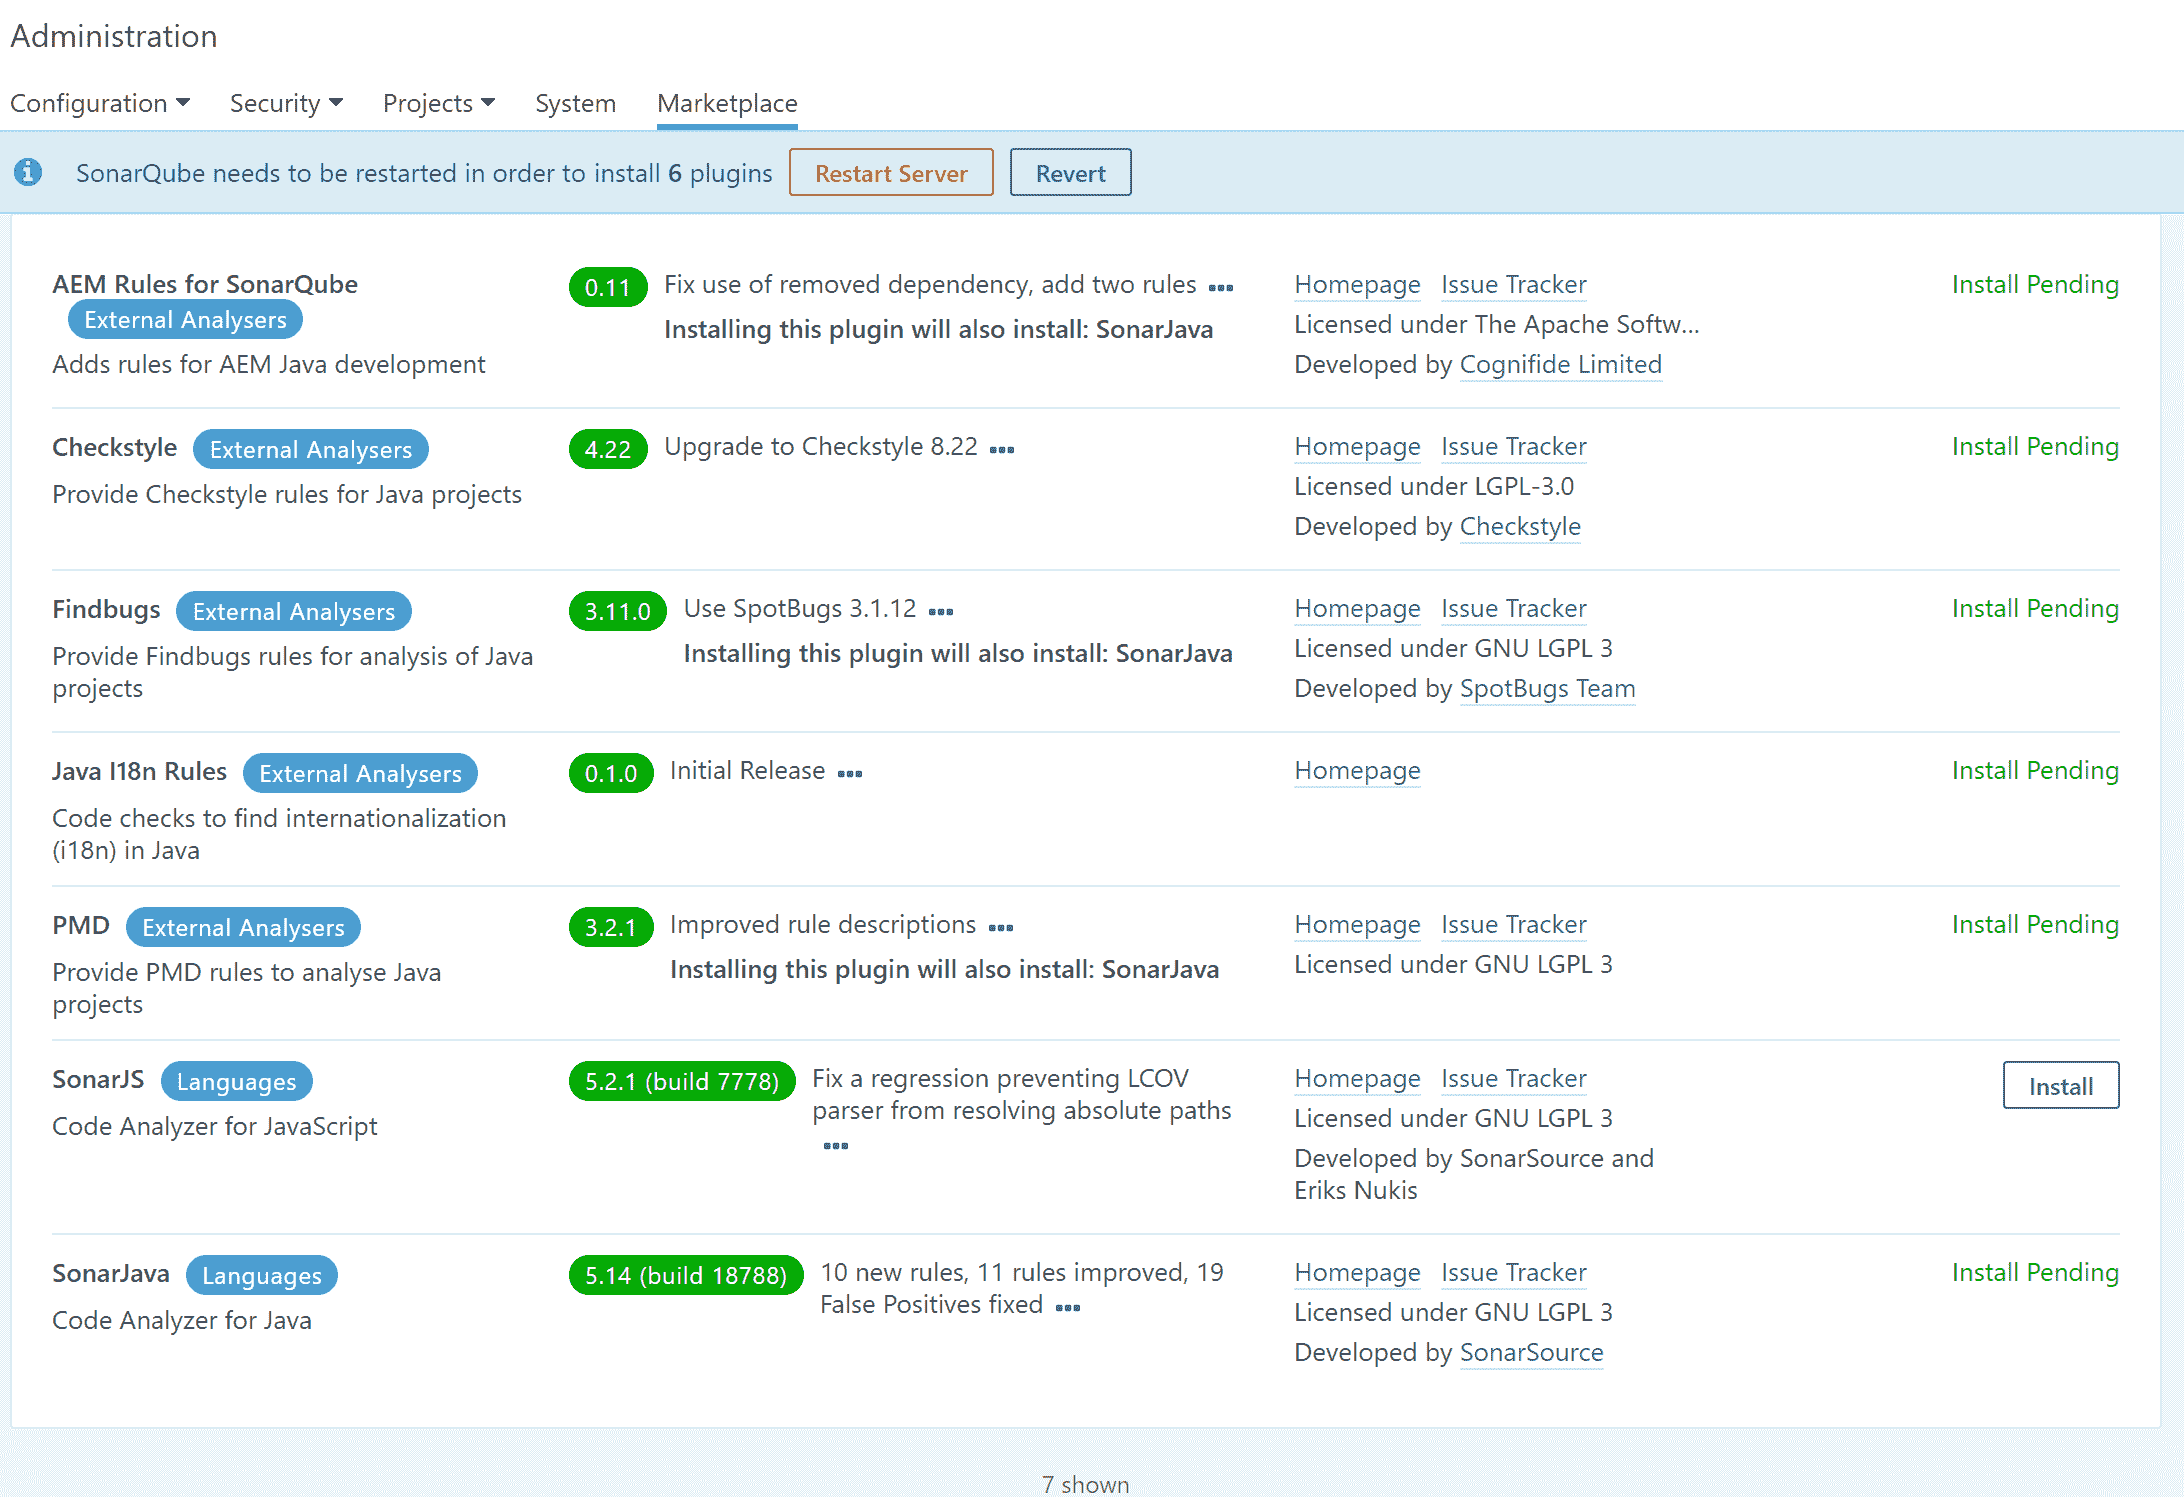 Administration
Configuration Security Projects System Marketplace
SonarQube needs to be restarted in order to install 6 plugins Restart Server Revert
AEM Rules for SonarQube
External Analysers
Adds rules for AEM Java development
0.11 Fix use of removed dependency, add two rules
Installing this plugin will also install: SonarJava
Homepage Issue Tracker
Licensed under The Apache Softw...
Developed by Cognifide Limited
Install Pending
Checkstyle External Analysers
Provide Checkstyle rules for Java projects
4.22 Upgrade to Checkstyle 8.22
Homepage Issue Tracker
Licensed under LGPL-3.0
Developed by Checkstyle
Install Pending
Findbugs External Analysers
Provide Findbugs rules for analysis of Java
projects
3.11.0 Use SpotBugs 3.1.12
Installing this plugin will also install: SonarJava
Homepage Issue Tracker
Licensed under GNU LGPL 3
Developed by SpotBugs Team
Install Pending
Java I18n Rules External Analysers
Code checks to find internationalization
(i18n) in Java
0.1.0 Initial Release
Homepage
Install Pending
PMD External Analysers
Provide PMD rules to analyse Java
projects
3.2.1 Improved rule descriptions
Installing this plugin will also install: SonarJava
Homepage Issue Tracker
Licensed under GNU LGPL 3
Install Pending
SonarJS Languages
Code Analyzer for JavaScript
5.2.1 (build 7778) Fix a regression preventing LCOV
parser from resolving absolute paths
Homepage Issue Tracker
Licensed under GNU LGPL 3
Developed by SonarSource and
Eriks Nukis
Install
SonarJava Languages
Code Analyzer for Java
5.14 (build 18788) 10 new rules, 11 rules improved, 19
False Positives fixed
Homepage Issue Tracker
Licensed under GNU LGPL 3
Developed by SonarSource
Install Pending
7 shown